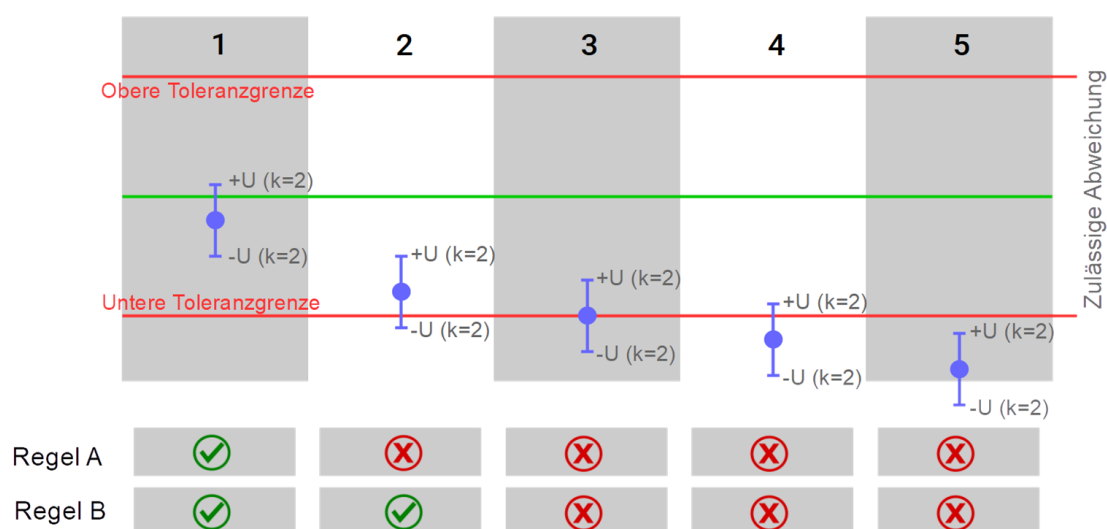 1 2 3 4 5
Obere Toleranzgrenze
Zulässige Abweichung
+U (k=2)
-U (k=2)
+U (k=2)
-U (k=2)
Untere Toleranzgrenze
+U (k=2)
-U (k=2)
+U (k=2)
-U (k=2)
+U (k=2)
-U (k=2)
Regel A
Regel B